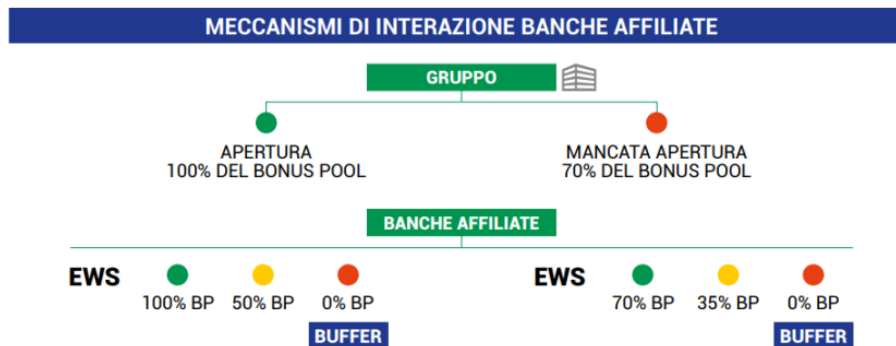 MECCANISMI DI INTERAZIONE BANCHE AFFILIATE
GRUPPO
APERTURA
100% DEL BONUS POOL
MANCATA APERTURA
70% DEL BONUS POOL
BANCHE AFFILIATE
EWS
100% BP
50% BP
0% BP
BUFFER
EWS
70% BP
35% BP
0% BP
BUFFER